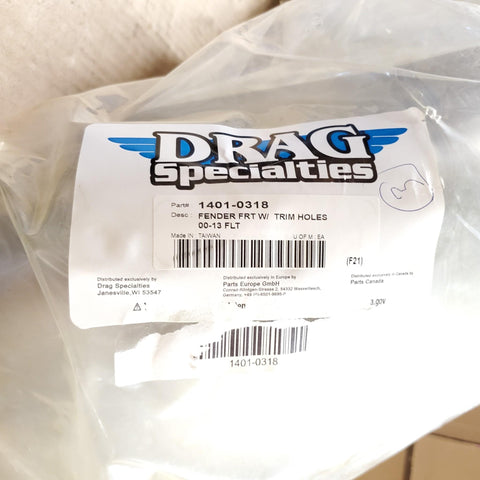 DRAG
Specialties
3
Part#: 1401-0318
Desc: FENDER FRT W/ TRIM HOLES
00-13 FLT
Made IN: TAIWAN U OF M: EA
(F21)
Distributed exclusively by
Drag Specialties
Janesville, WI 53547
Distributed exclusively in Europe by
Parts Europe GmbH
Germany,
Distributed exclusively in Canada by
Parts Canada
1401-0318